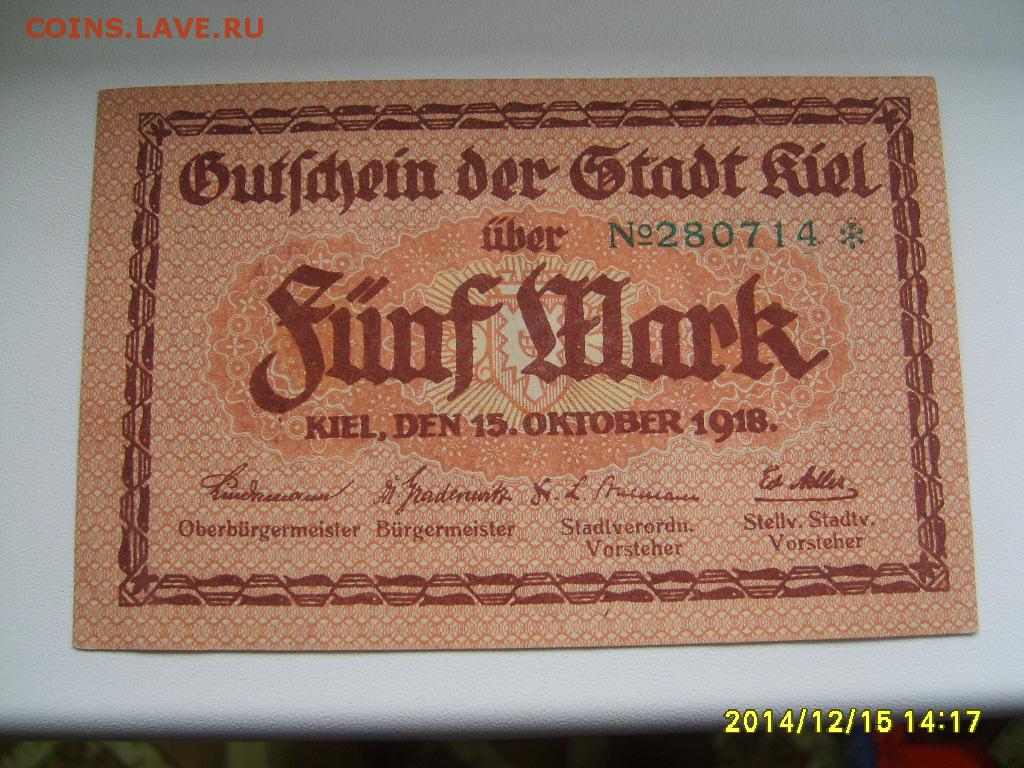 COINS.LAVE.RU
Gutschein der Stadt Kiel
über
№280714 *
Fünf Mark
KIEL, DEN 15. OKTOBER 1918.
Lindemann
Oberbürgermeister Bürgermeister Stadtverordn. Vorsteher Stellv. Stadtv. Vorsteher
2014/12/15 14:17